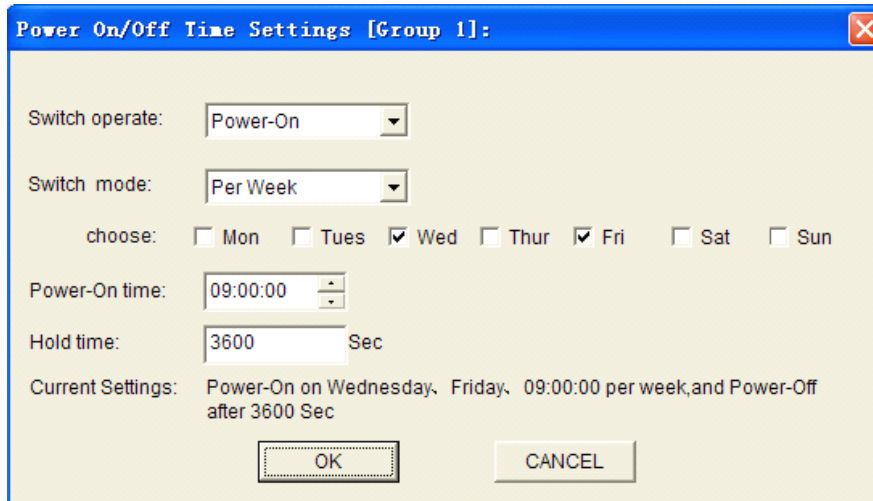 Power On/Off Time Settings [Group 1]:
Switch operate: Power-On
Switch mode: Per Week
choose: Mon Tues Wed Thur Fri Sat Sun
Power-On time: 09:00:00
Hold time: 3600 Sec
Current Settings: Power-On on Wednesday、Friday、09:00:00 per week,and Power-Off
after 3600 Sec
OK CANCEL